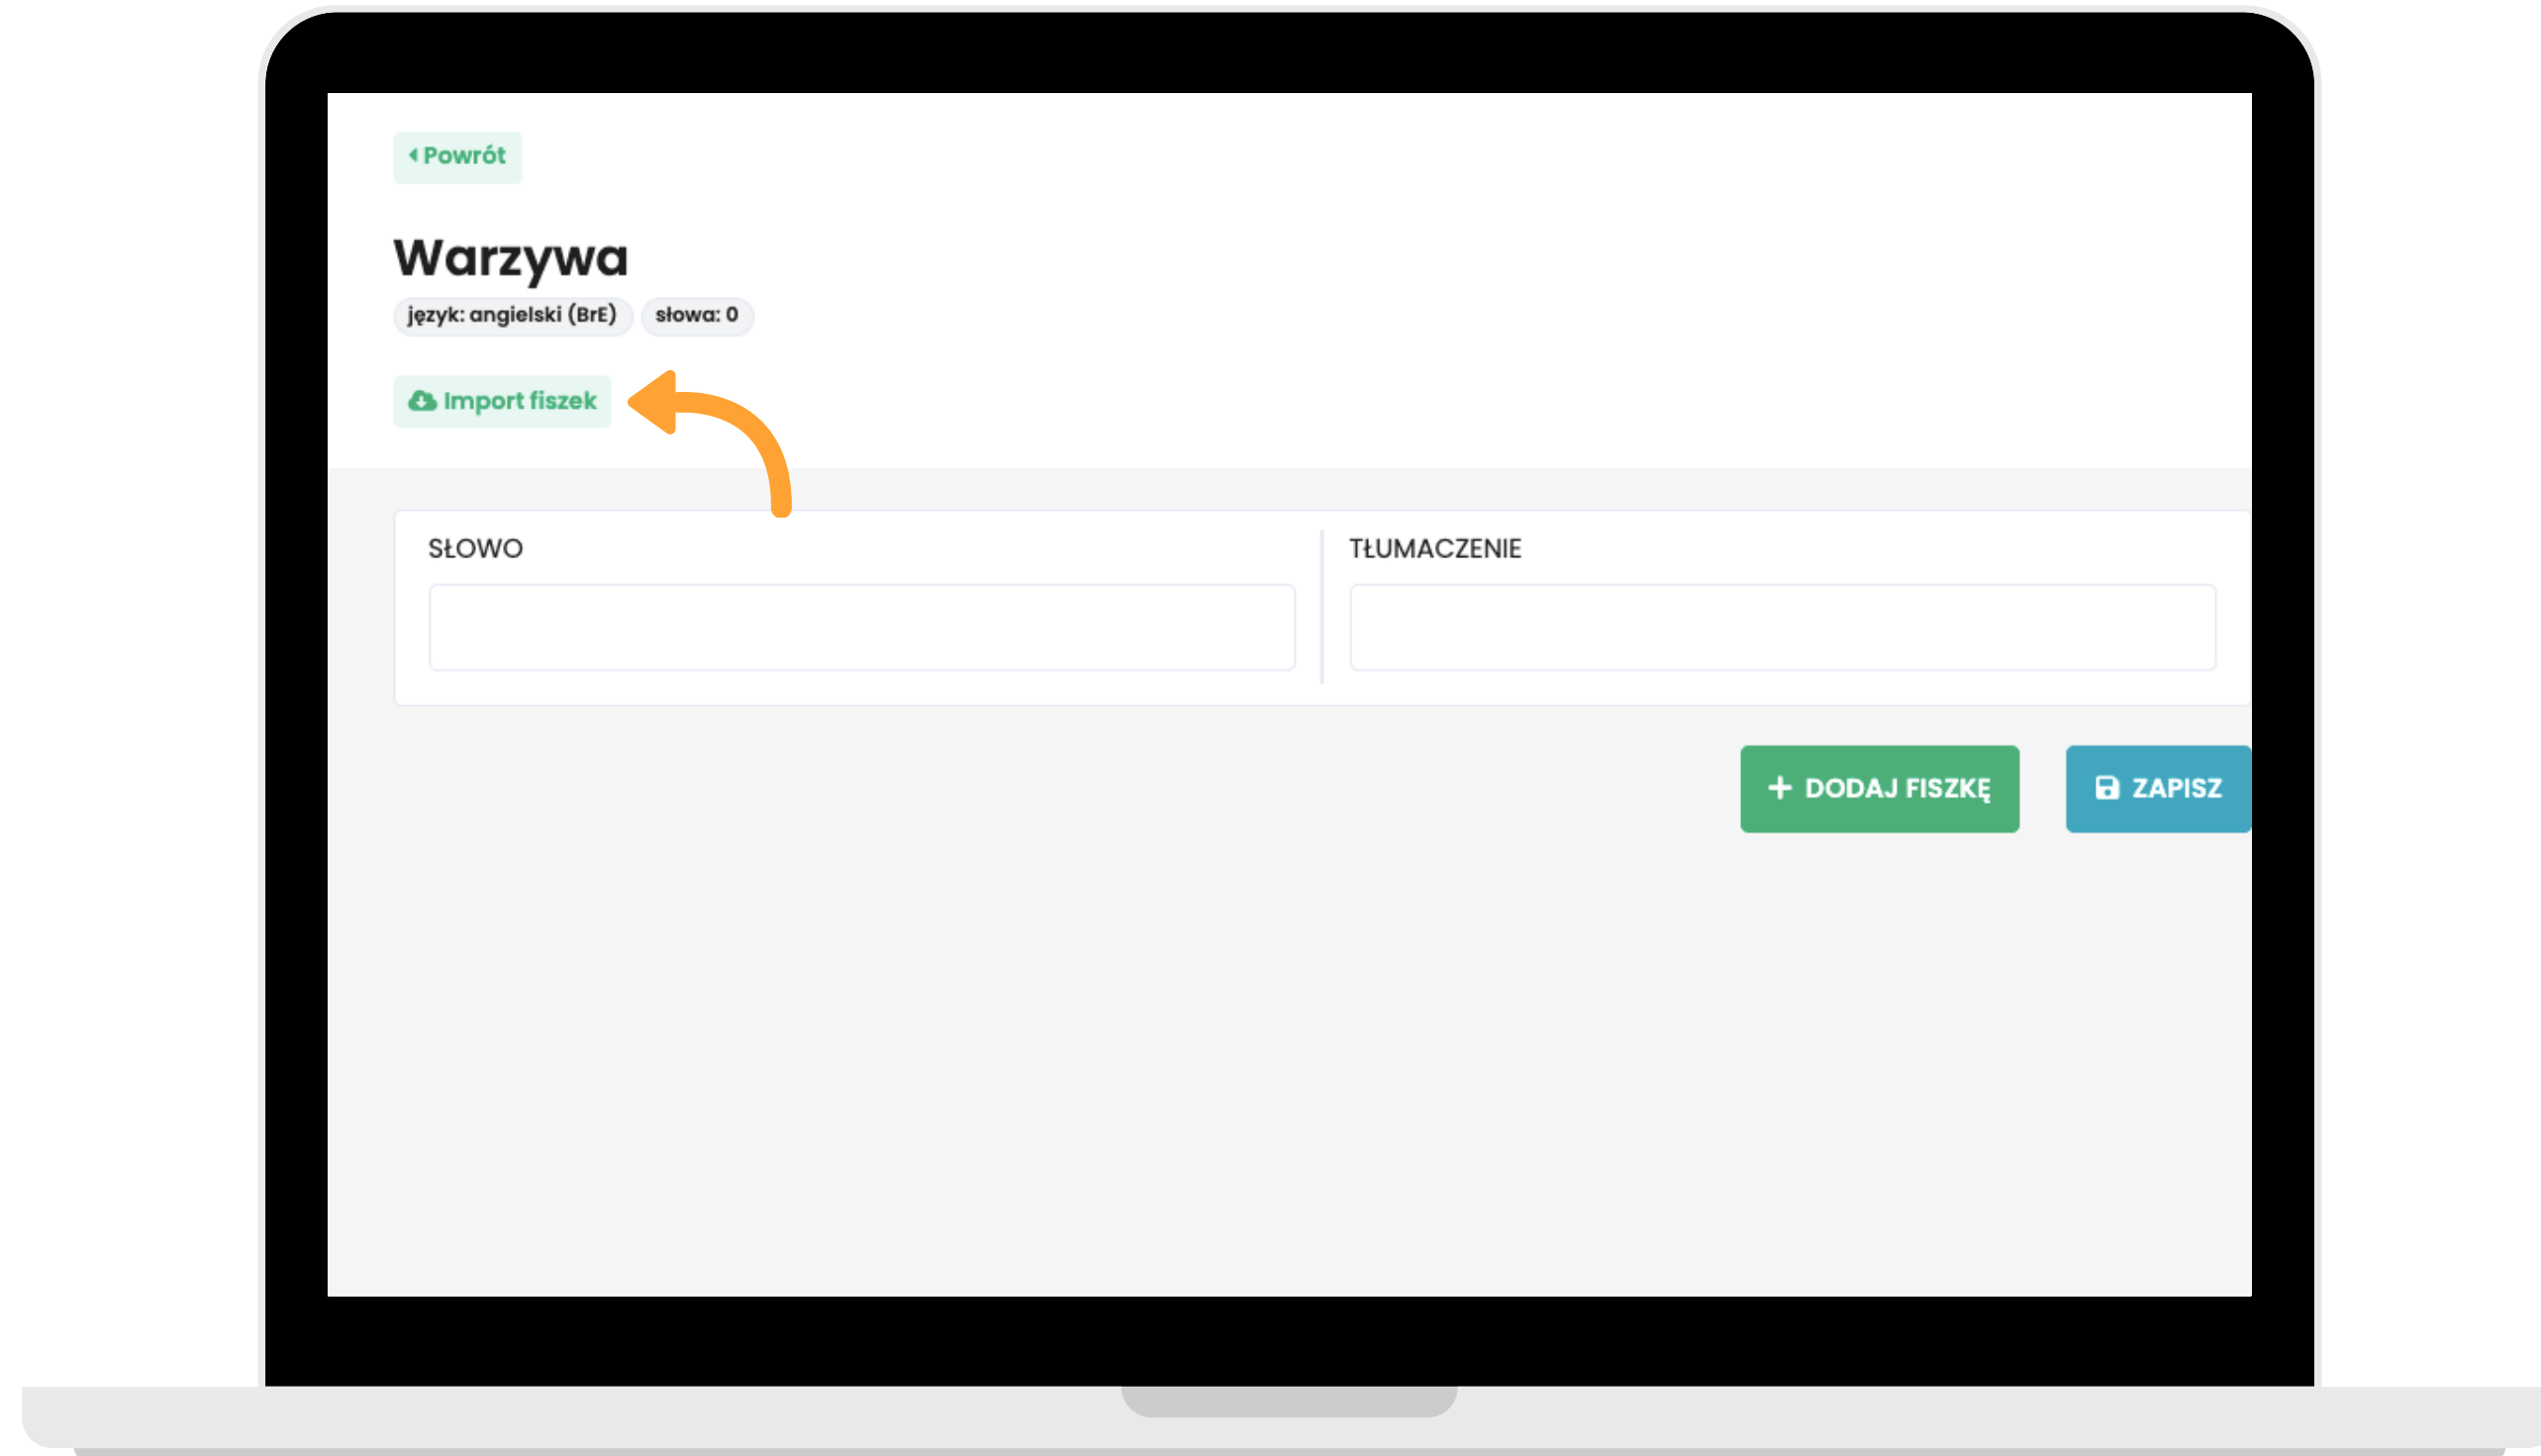 Powrót
Warzywa
język: angielski (BrE) słowa: 0
Import fiszek
SŁOWO TŁUMACZENIE
DODAJ FISZKĘ ZAPISZ